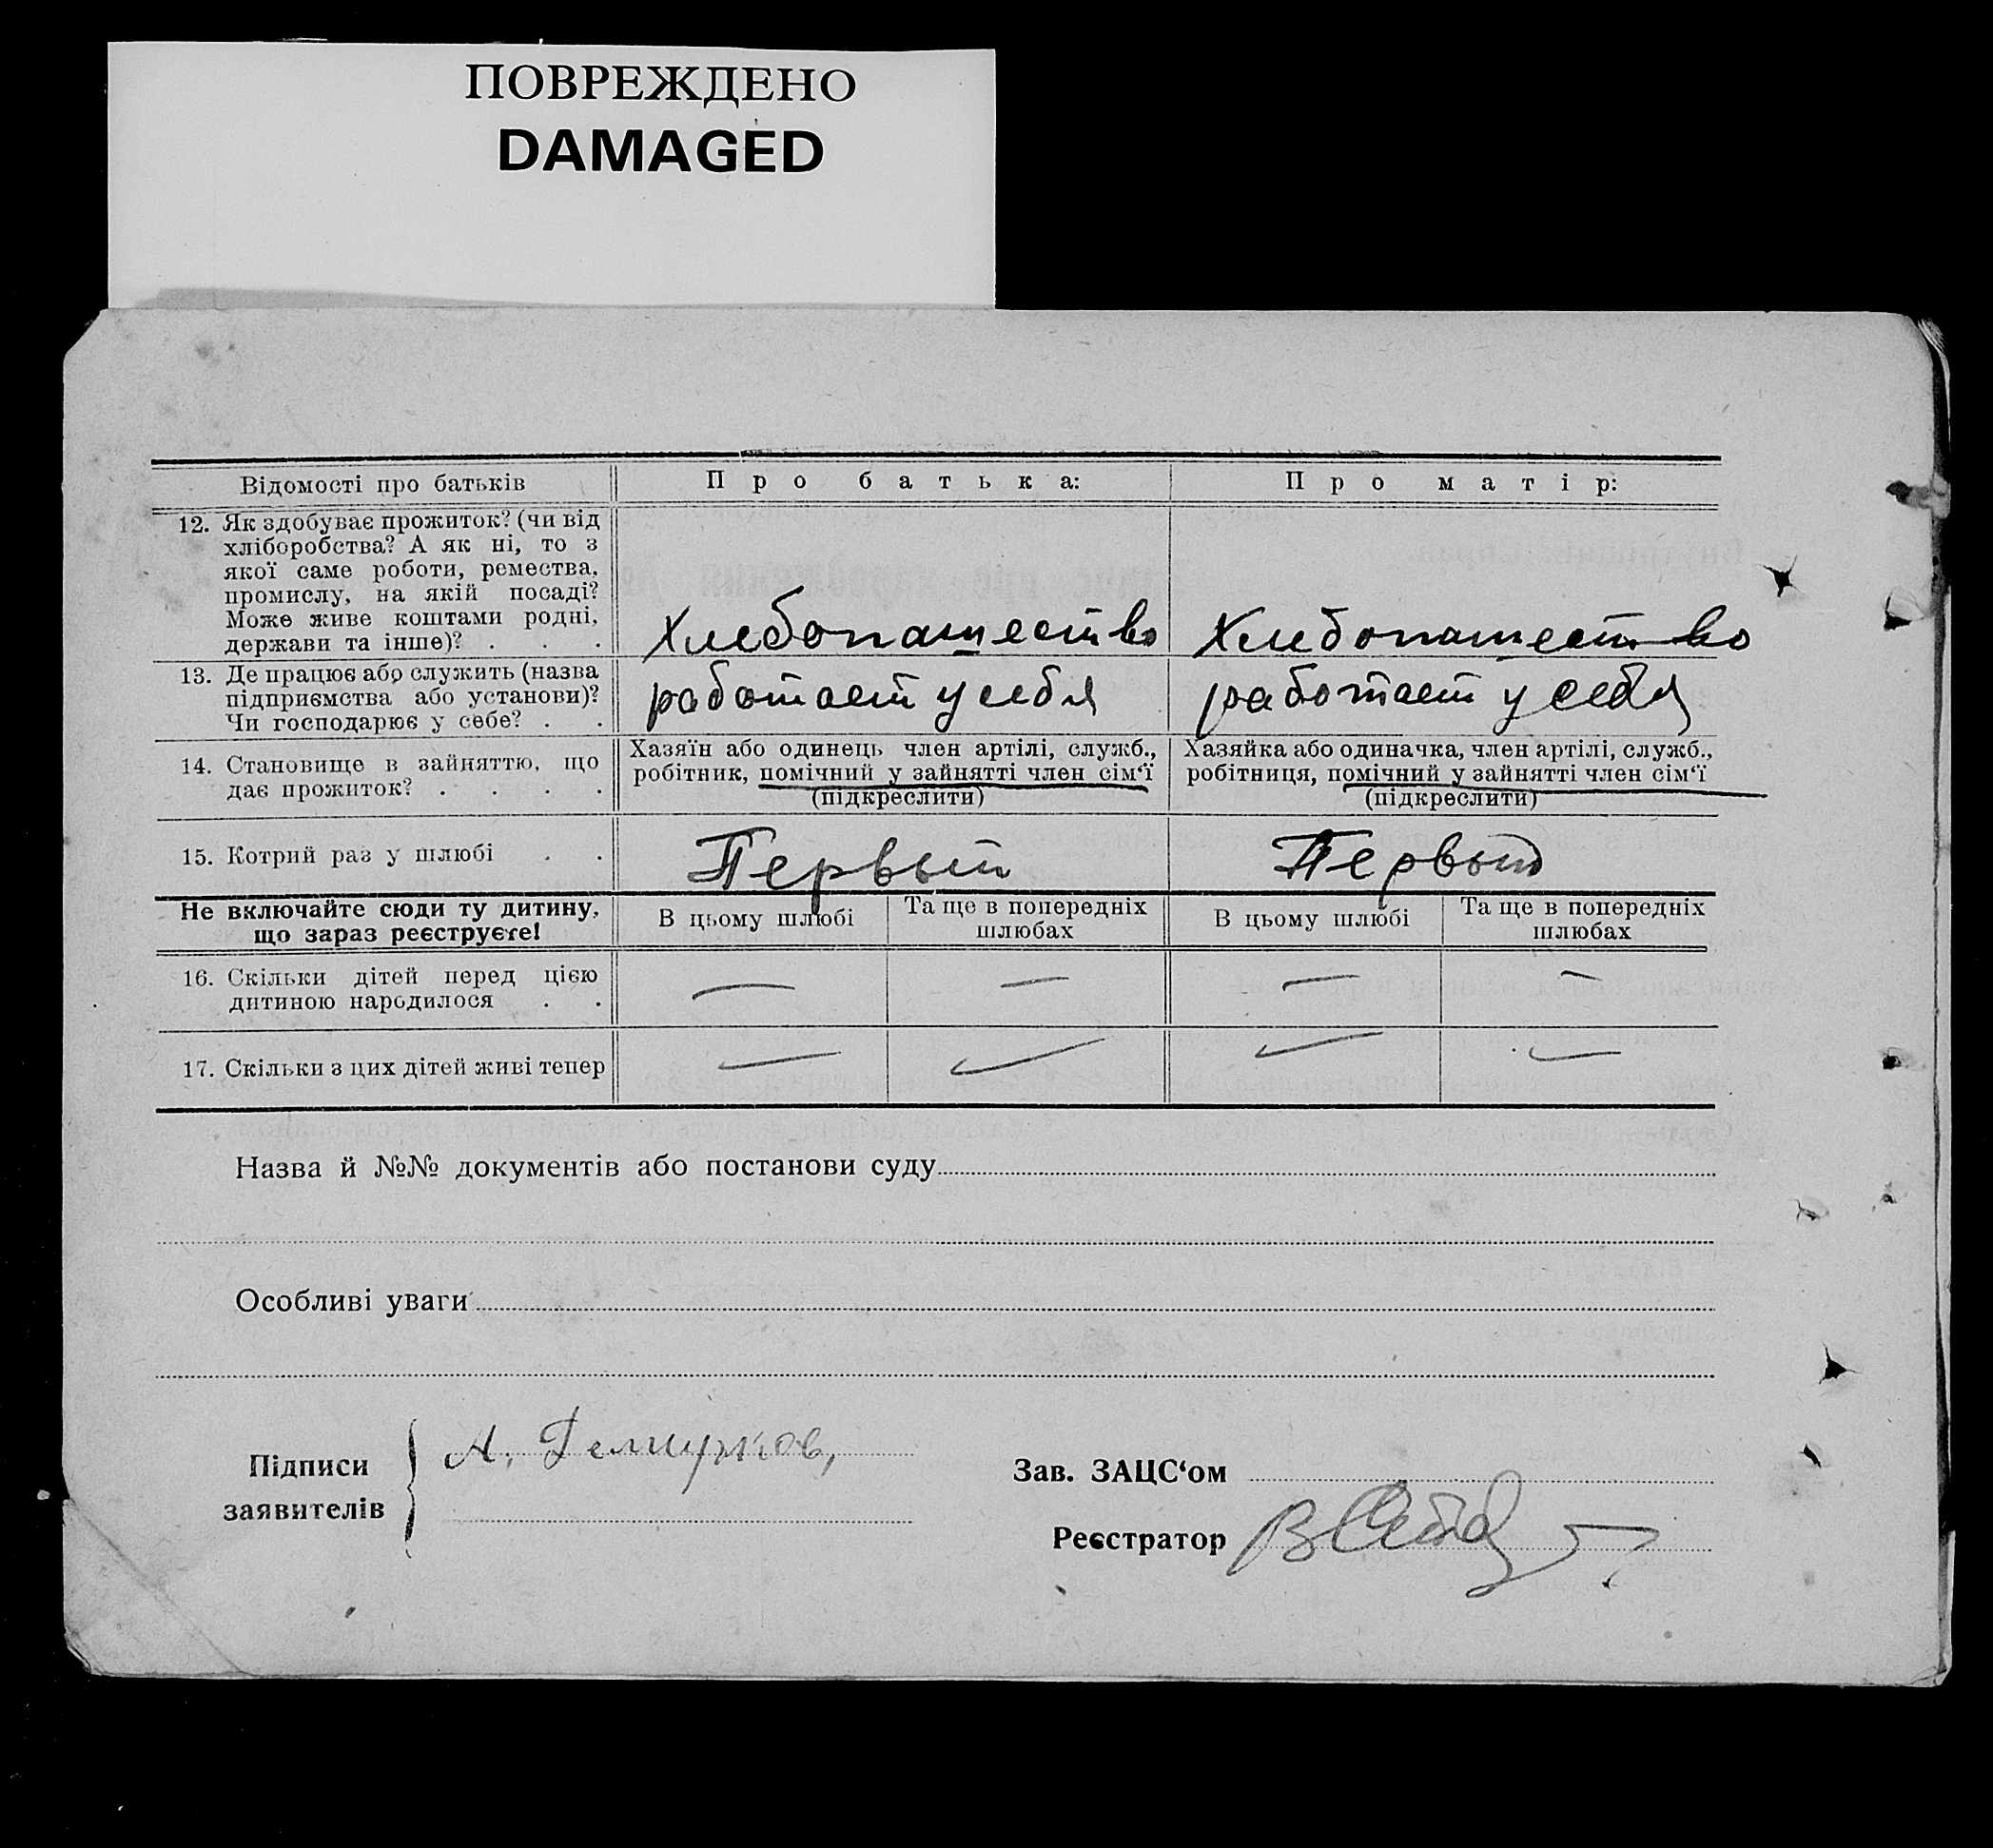 ПОВРЕЖДЕНО
DAMAGED
Відомості про батьків
Про батька:
Про матір:
12. Як здобуває прожиток? (чи від
хліборобства? А як ні, то з
якої саме роботи, ремества,
промислу, на якій посаді?
Може живе коштами родні,
держави та інше)? . . .
Хлебопашество
Хлебопашество
13. Де працює або служить (назва
підприємства або установи)?
Чи господарює у себе? . .
работает у себя
работает у себя
14. Становище в зайняттю, що
дає прожиток? . . . .
Хазяїн або одинець член артілі, служб.,
робітник, помічний у зайнятті член сім‘ї
(підкреслити)
Хазяйка або одиначка, член артілі, служб.,
робітниця, помічний у зайнятті член сім‘ї
(підкреслити)
15. Котрий раз у шлюбі . .
Первый
Первый
Не включайте сюди ту дитину,
що зараз реєструєте!
В цьому шлюбі
Та ще в попередніх
шлюбах
В цьому шлюбі
Та ще в попередніх
шлюбах
16. Скільки дітей перед цією
дитиною народилося . .
— — — —
17. Скільки з цих дітей живі тепер
— — — —
Назва й №№ документів або постанови суду
Особливі уваги
Підписи
заявителів
А.
Зав. ЗАЦС‘ом
Реєстратор